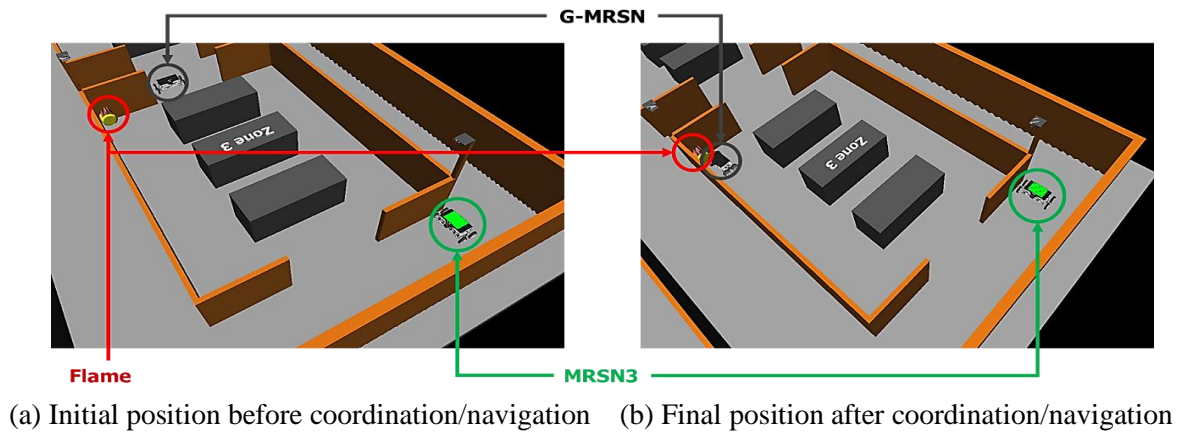 G-MRSN
Zone 3
Zone 3
Flame
MRSN3
(a) Initial position before coordination/navigation
(b) Final position after coordination/navigation